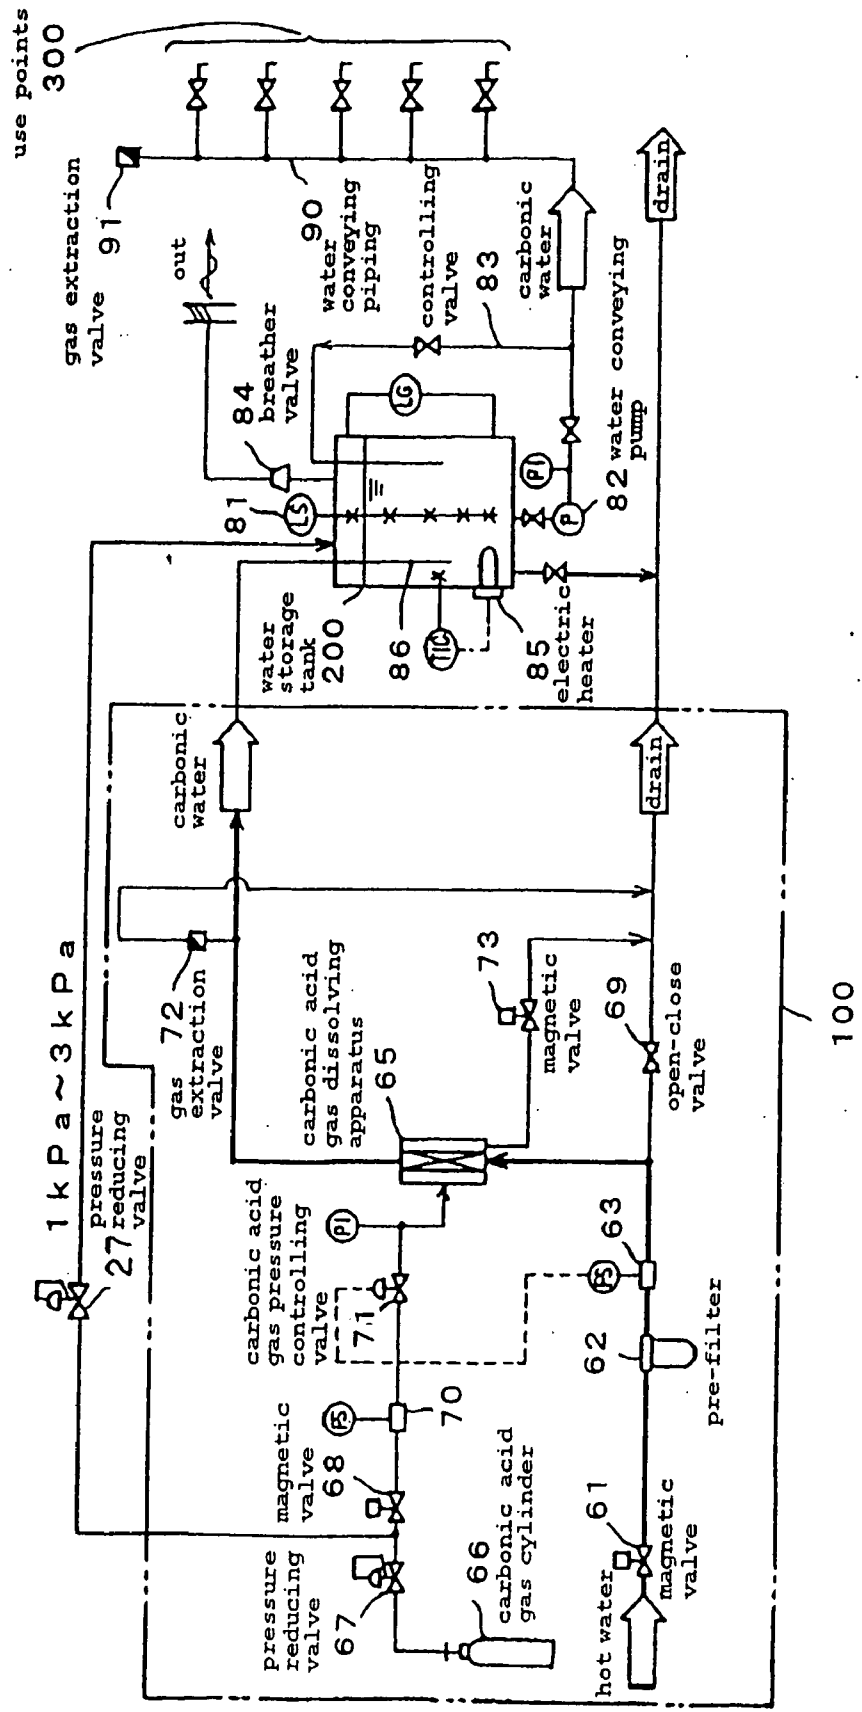 use points
300
gas extraction
valve
91
out
90
water
conveying
piping
controlling
valve
83
carbonic
water
drain
84
breather
valve
81
LS
LG
PI
P
82
water conveying
pump
water
storage
tank
200
86
TIC
85
electric
heater
carbonic
water
drain
1kPa~3kPa
72
gas
extraction
valve
carbonic acid
gas dissolving
apparatus
65
73
magnetic
valve
69
open-close
valve
100
pressure
reducing
valve
27
carbonic acid
gas pressure
controlling
valve
71
PI
63
FS
62
pre-filter
magnetic
valve
68
FS
70
pressure
reducing
valve
67
66
carbonic acid
gas cylinder
61
magnetic
valve
hot water